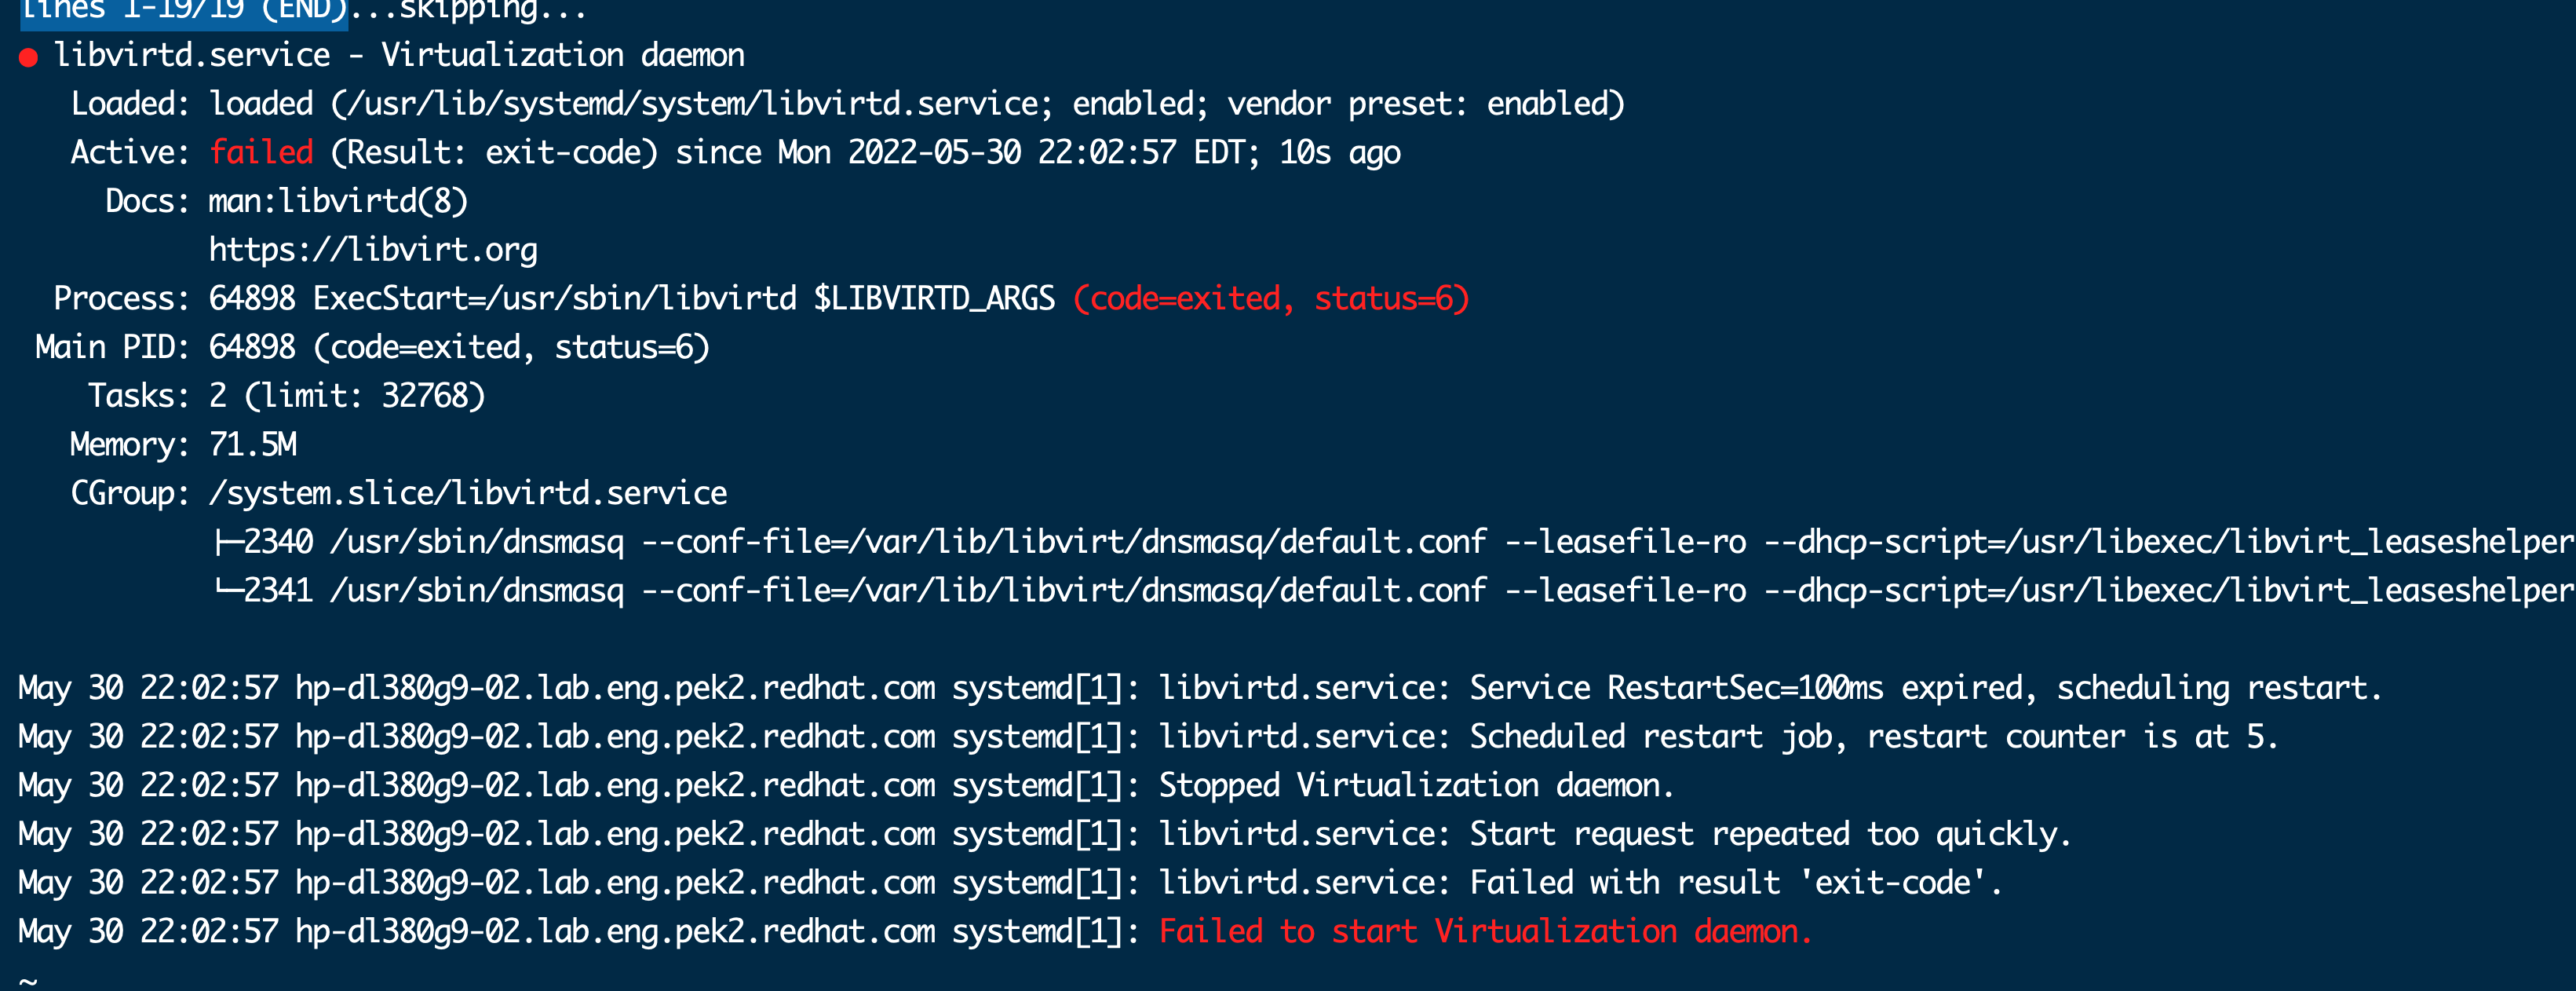 lines 1-19/19 (END)...skipping...
● libvirtd.service - Virtualization daemon
   Loaded: loaded (/usr/lib/systemd/system/libvirtd.service; enabled; vendor preset: enabled)
   Active: failed (Result: exit-code) since Mon 2022-05-30 22:02:57 EDT; 10s ago
     Docs: man:libvirtd(8)
           https://libvirt.org
  Process: 64898 ExecStart=/usr/sbin/libvirtd $LIBVIRTD_ARGS (code=exited, status=6)
 Main PID: 64898 (code=exited, status=6)
    Tasks: 2 (limit: 32768)
   Memory: 71.5M
   CGroup: /system.slice/libvirtd.service
           ├─2340 /usr/sbin/dnsmasq --conf-file=/var/lib/libvirt/dnsmasq/default.conf --leasefile-ro --dhcp-script=/usr/libexec/libvirt_leaseshelper
           └─2341 /usr/sbin/dnsmasq --conf-file=/var/lib/libvirt/dnsmasq/default.conf --leasefile-ro --dhcp-script=/usr/libexec/libvirt_leaseshelper

May 30 22:02:57 hp-dl380g9-02.lab.eng.pek2.redhat.com systemd[1]: libvirtd.service: Service RestartSec=100ms expired, scheduling restart.
May 30 22:02:57 hp-dl380g9-02.lab.eng.pek2.redhat.com systemd[1]: libvirtd.service: Scheduled restart job, restart counter is at 5.
May 30 22:02:57 hp-dl380g9-02.lab.eng.pek2.redhat.com systemd[1]: Stopped Virtualization daemon.
May 30 22:02:57 hp-dl380g9-02.lab.eng.pek2.redhat.com systemd[1]: libvirtd.service: Start request repeated too quickly.
May 30 22:02:57 hp-dl380g9-02.lab.eng.pek2.redhat.com systemd[1]: libvirtd.service: Failed with result 'exit-code'.
May 30 22:02:57 hp-dl380g9-02.lab.eng.pek2.redhat.com systemd[1]: Failed to start Virtualization daemon.
~